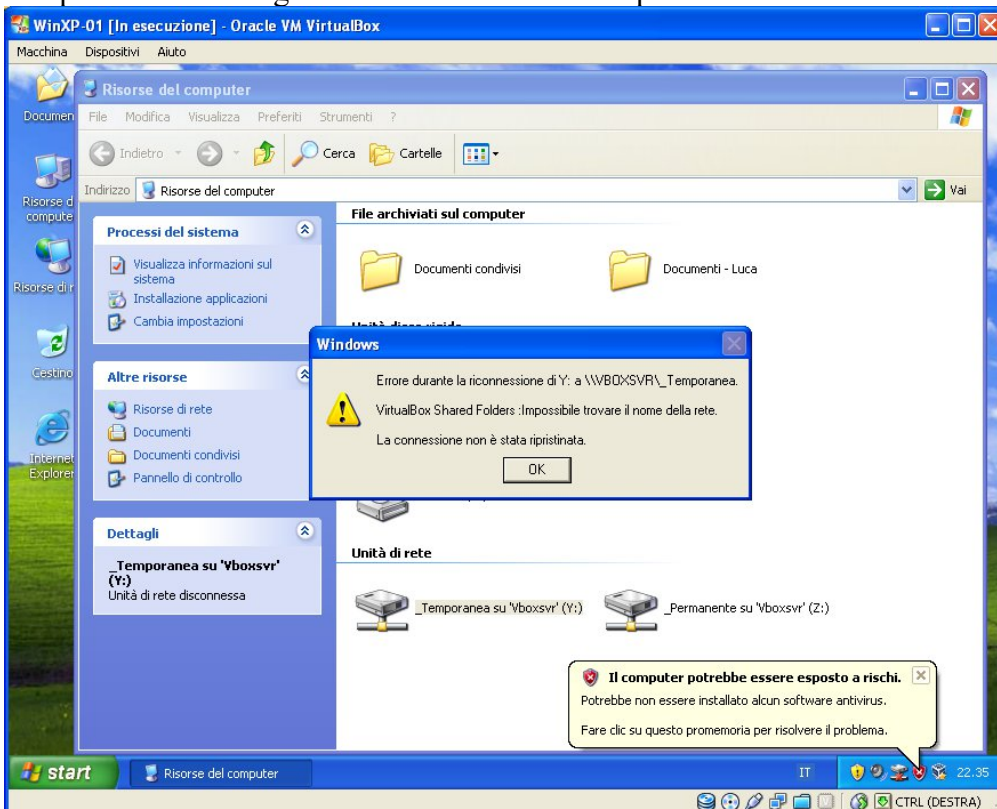 WinXP-01 [In esecuzione] - Oracle VM VirtualBox
Macchina Dispositivi Aiuto
Risorse del computer
File Modifica Visualizza Preferiti Strumenti ?
Indietro Cerca Cartelle
Indirizzo Risorse del computer Vai
Documen
Risorse d
compute
Risorse di r
Cestino
Internet
Explorer
Processi del sistema
Visualizza informazioni sul
sistema
Installazione applicazioni
Cambia impostazioni
Altre risorse
Risorse di rete
Documenti
Documenti condivisi
Pannello di controllo
Dettagli
_Temporanea su 'Vboxsvr'
(Y:)
Unità di rete disconnessa
File archiviati sul computer
Documenti condivisi Documenti - Luca
Windows
Errore durante la riconnessione di Y: a \\VBOXSVR\_Temporanea.
VirtualBox Shared Folders :Impossibile trovare il nome della rete.
La connessione non è stata ripristinata.
OK
Unità di rete
_Temporanea su 'Vboxsvr' (Y:) _Permanente su 'Vboxsvr' (Z:)
Il computer potrebbe essere esposto a rischi.
Potrebbe non essere installato alcun software antivirus.
Fare clic su questo promemoria per risolvere il problema.
start Risorse del computer IT 22.35
CTRL (DESTRA)